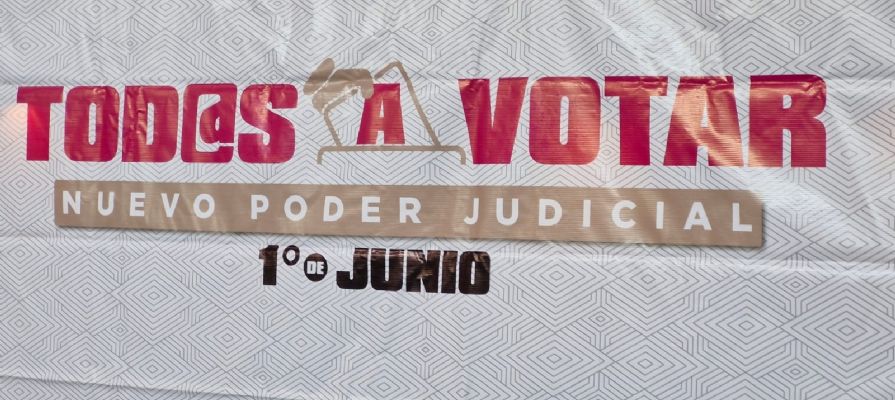 TOD@S A VOTAR
NUEVO PODER JUDICIAL
1° DE JUNIO